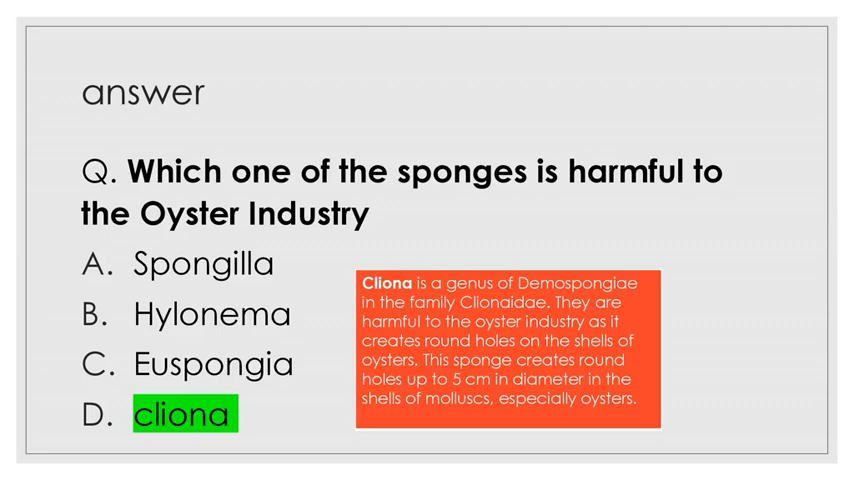 answer
Q. Which one of the sponges is harmful to
the Oyster Industry
A. Spongilla
B. Hylonema
C. Euspongia
D. cliona
Cliona is a genus of Demospongiae
in the family Clionaidae. They are
harmful to the oyster industry as it
creates round holes on the shells of
oysters. This sponge creates round
holes up to 5 cm in diameter in the
shells of molluscs, especially oysters.